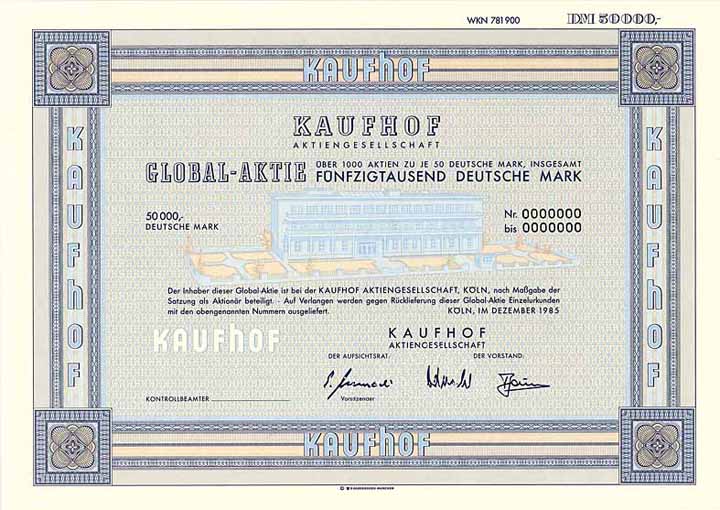 WKN 781900 DM 50000,-
KAUFhOF
KAUFHOF
AKTIENGESELLSCHAFT
GLOBAL-AKTIE ÜBER 1000 AKTIEN ZU JE 50 DEUTSCHE MARK, INSGESAMT
FÜNFZIGTAUSEND DEUTSCHE MARK
50000,-
DEUTSCHE MARK
Nr. 0000000
bis 0000000
Der Inhaber dieser Global-Aktie ist bei der KAUFHOF AKTIENGESELLSCHAFT, KÖLN, nach Maßgabe der
Satzung als Aktionär beteiligt. - Auf Verlangen werden gegen Rücklieferung dieser Global-Aktie Einzelurkunden
mit den obengenannten Nummern ausgeliefert. KÖLN, IM DEZEMBER 1985
KAUFhOF
KAUFHOF
AKTIENGESELLSCHAFT
DER AUFSICHTSRAT: DER VORSTAND:
KONTROLLBEAMTER
Vorsitzender
KAUFhOF
KAUFhOF
KAUFhOF